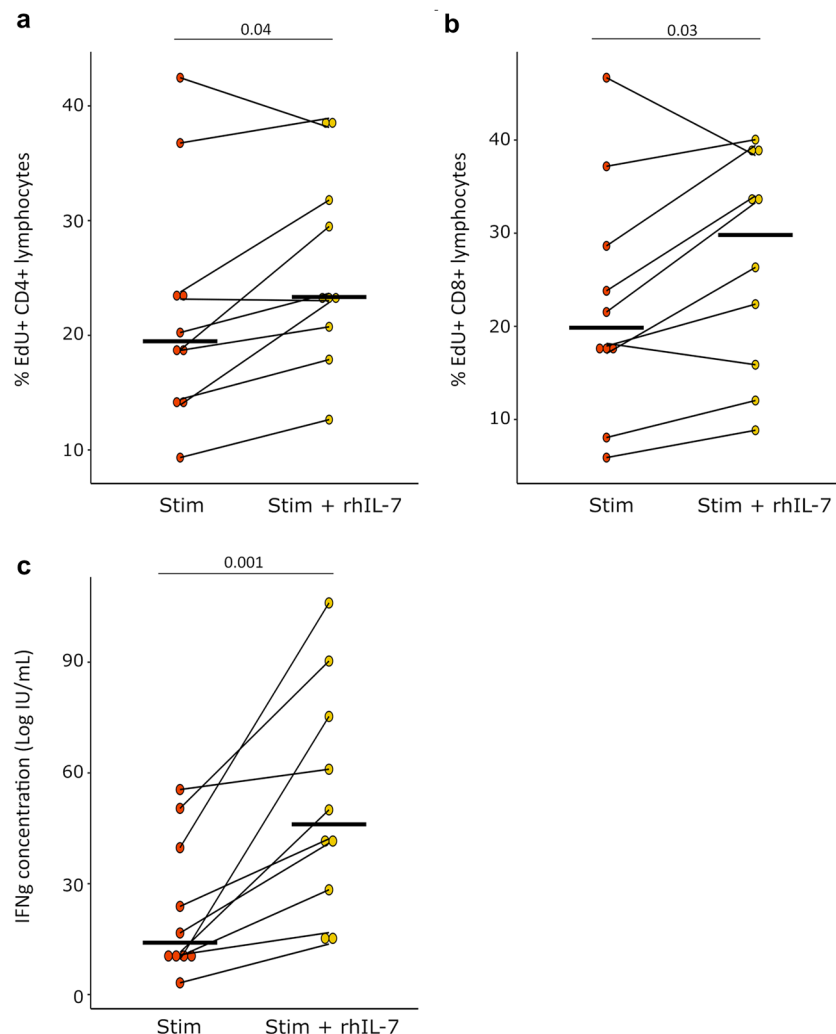 a
0.04
% EdU+ CD4+ lymphocytes
40
30
20
10
Stim
Stim + rhIL-7
b
0.03
% EdU+ CD8+ lymphocytes
40
30
20
10
Stim
Stim + rhIL-7
c
0.001
IFNg concentration (Log IU/mL)
90
60
30
0
Stim
Stim + rhIL-7